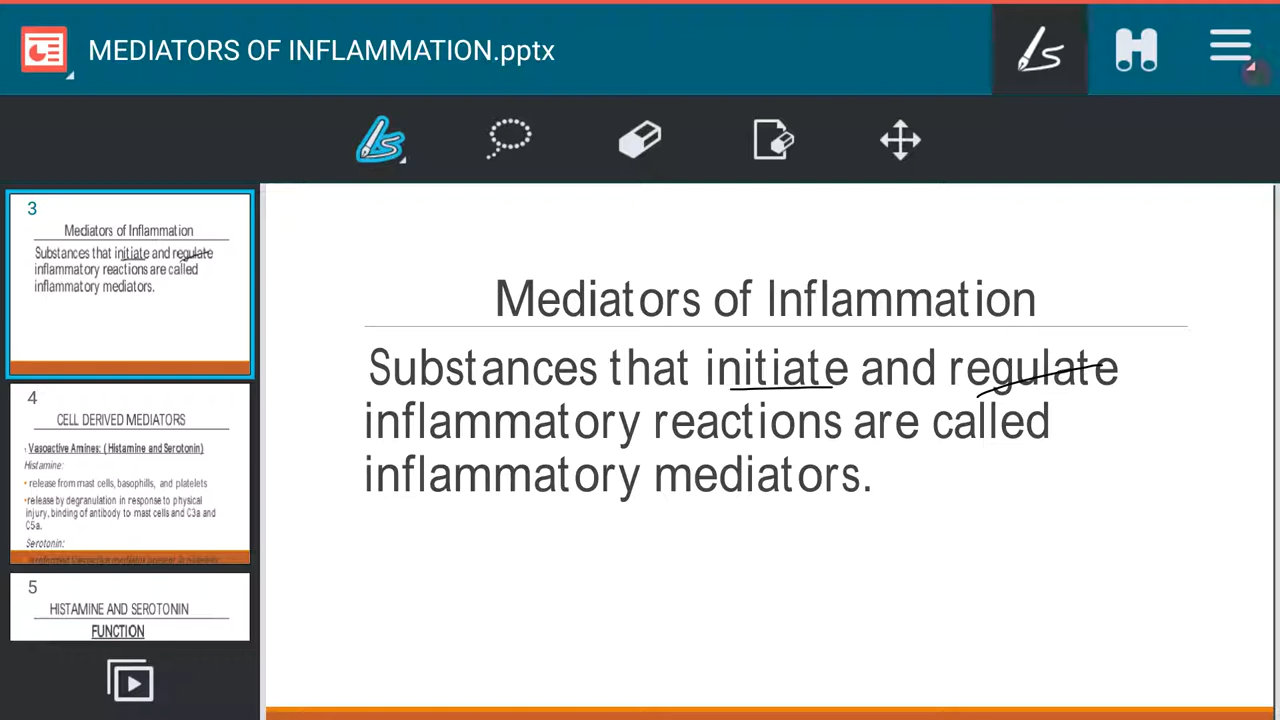 MEDIATORS OF INFLAMMATION.pptx
3
Mediators of Inflammation
Substances that initiate and regulate
inflammatory reactions are called
inflammatory mediators.
4
CELL DERIVED MEDIATORS
1. Vasoactive Amines: ( Histamine and Serotonin)
Histamine:
• release from mast cells, basophills, and platelets
•release by degranulation in response to physical
injury, binding of antibody to mast cells and C3a and
C5a.
Serotonin:
5
HISTAMINE AND SEROTONIN
FUNCTION
Mediators of Inflammation
Substances that initiate and regulate
inflammatory reactions are called
inflammatory mediators.